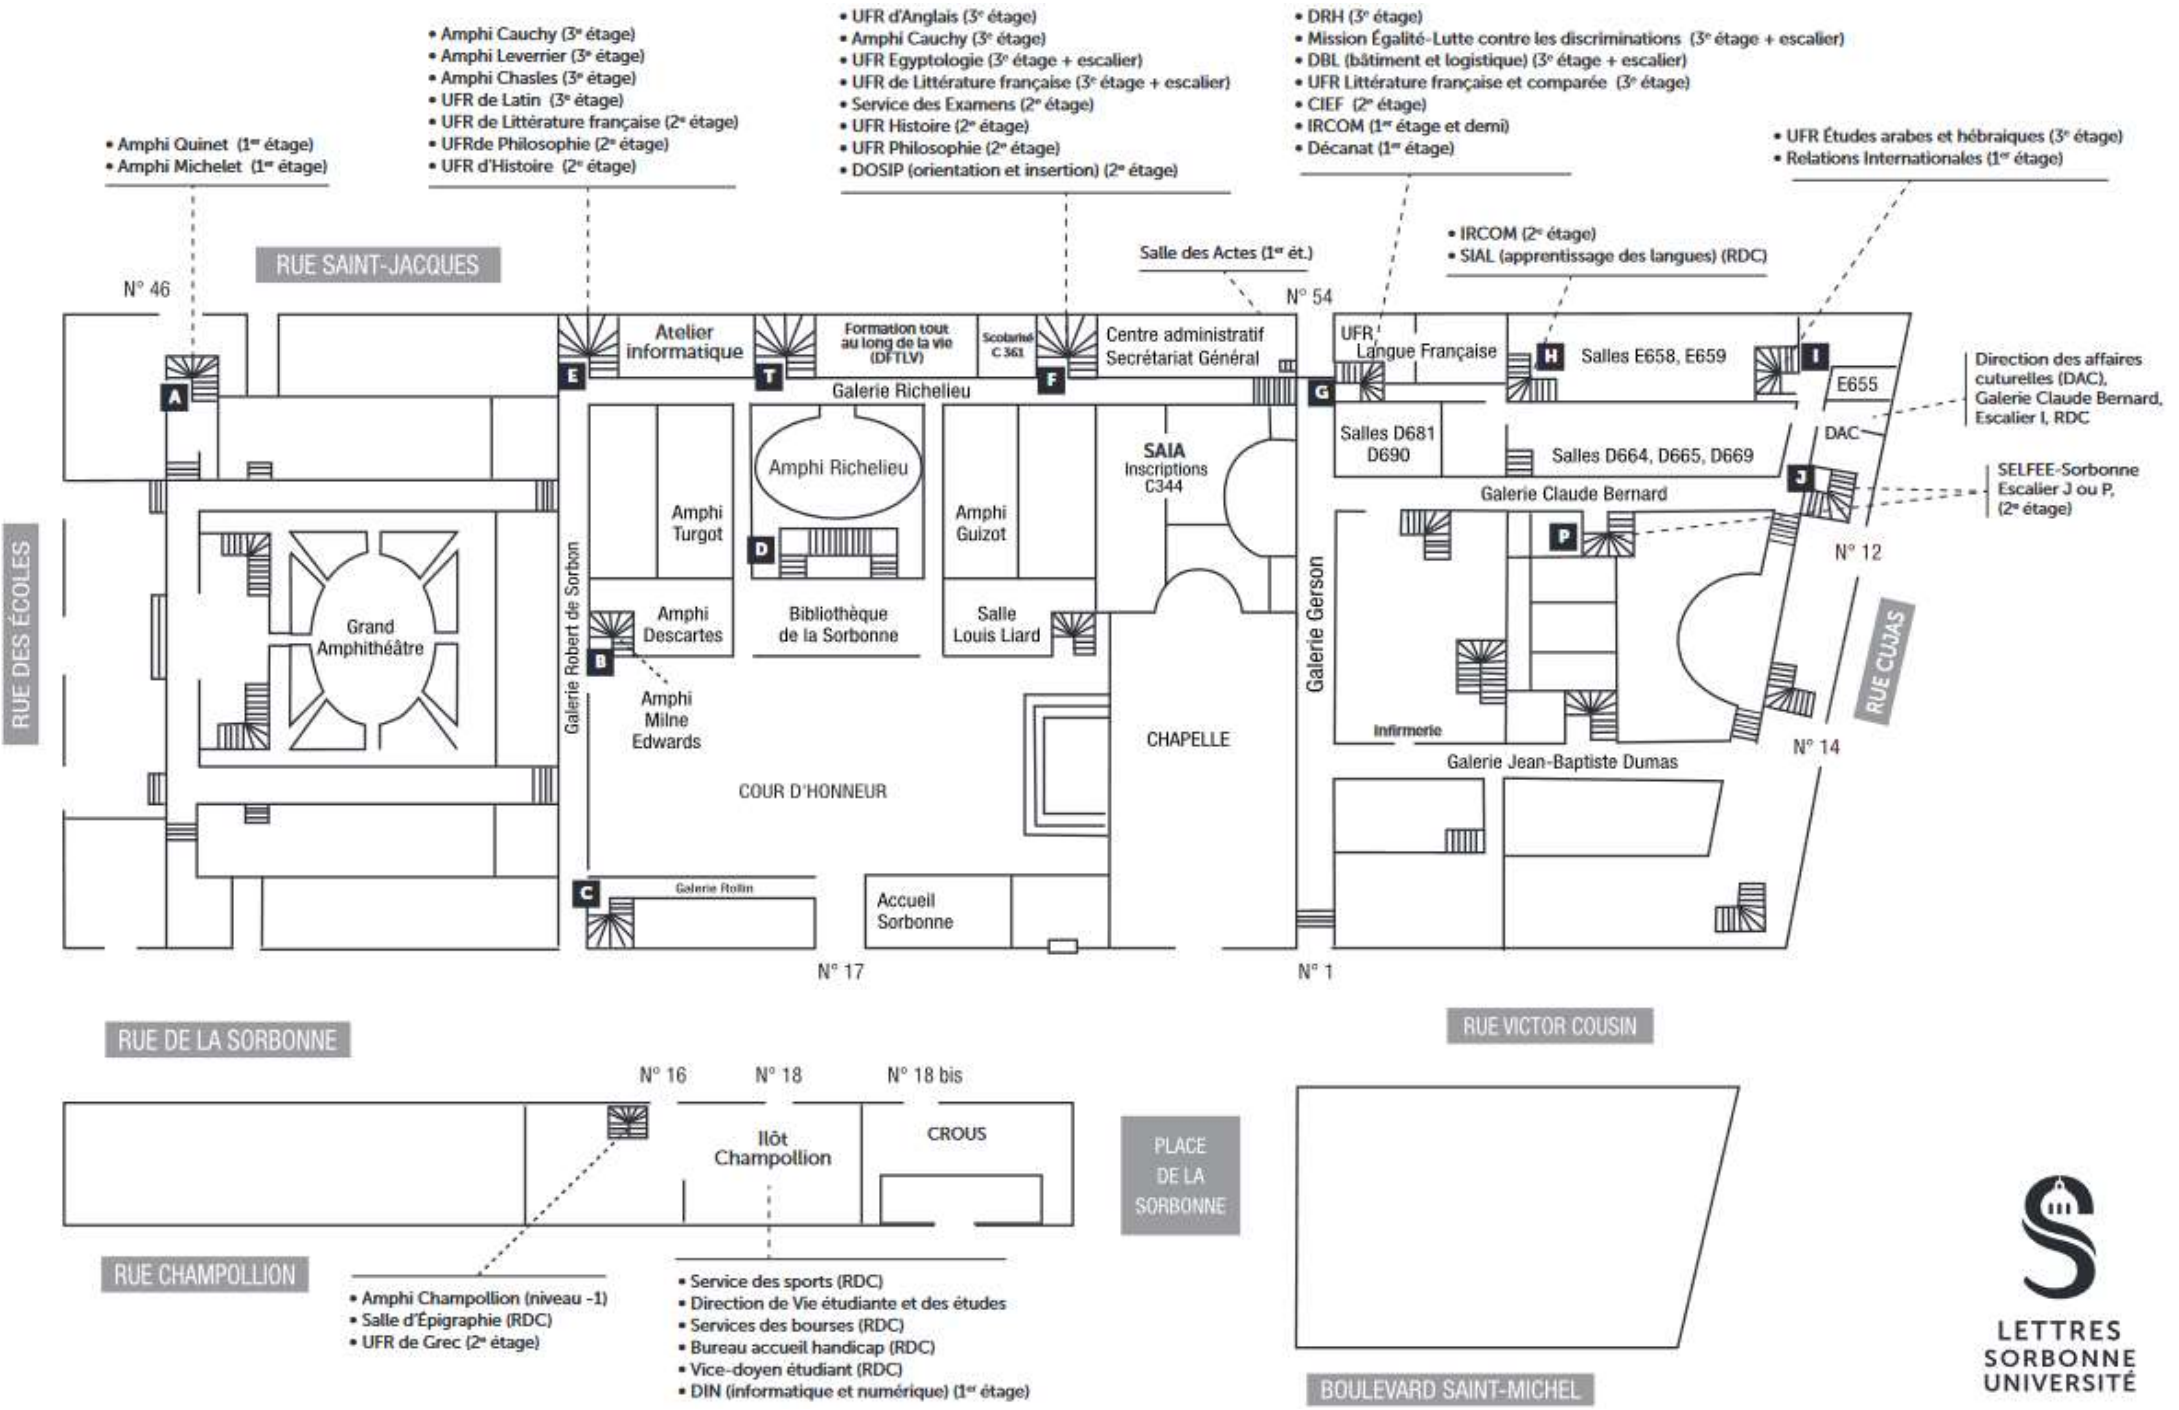 • Amphi Quinet (1er étage)
• Amphi Michelet (1er étage)
• Amphi Cauchy (3e étage)
• Amphi Leverrier (3e étage)
• Amphi Chasles (3e étage)
• UFR de Latin (3e étage)
• UFR de Littérature française (2e étage)
• UFRde Philosophie (2e étage)
• UFR d'Histoire (2e étage)
• UFR d'Anglais (3e étage)
• Amphi Cauchy (3e étage)
• UFR Egyptologie (3e étage + escalier)
• UFR de Littérature française (3e étage + escalier)
• Service des Examens (2e étage)
• UFR Histoire (2e étage)
• UFR Philosophie (2e étage)
• DOSIP (orientation et insertion) (2e étage)
• DRH (3e étage)
• Mission Égalité-Lutte contre les discriminations (3e étage + escalier)
• DBL (bâtiment et logistique) (3e étage + escalier)
• UFR Littérature française et comparée (3e étage)
• CIEF (2e étage)
• IRCOM (1er étage et demi)
• Décanat (1er étage)
• UFR Études arabes et hébraiques (3e étage)
• Relations Internationales (1er étage)
• IRCOM (2e étage)
• SIAL (apprentissage des langues) (RDC)
Salle des Actes (1er ét.)
RUE SAINT-JACQUES
N° 46
N° 54
A
E
Atelier
informatique
T
Formation tout
au long de la vie
(DFTLV)
Scolarité
C 361
F
Centre administratif
Secrétariat Général
G
UFR
Langue Française
H
Salles E658, E659
I
E655
DAC
Direction des affaires
cuturelles (DAC),
Galerie Claude Bernard,
Escalier I, RDC
Galerie Richelieu
Amphi Richelieu
SAIA
Inscriptions
C344
Salles D681
D690
Salles D664, D665, D669
J
SELFEE-Sorbonne
Escalier J ou P,
(2e étage)
Galerie Claude Bernard
Amphi
Turgot
D
Amphi
Guizot
P
N° 12
RUE DES ÉCOLES
Grand
Amphithéâtre
Galerie Robert de Sorbon
B
Amphi
Descartes
Bibliothèque
de la Sorbonne
Salle
Louis Liard
Galerie Gerson
RUE CUJAS
Amphi
Milne
Edwards
CHAPELLE
Infirmerie
N° 14
Galerie Jean-Baptiste Dumas
COUR D'HONNEUR
C
Galerie Rollin
Accueil
Sorbonne
N° 17
N° 1
RUE DE LA SORBONNE
RUE VICTOR COUSIN
N° 16
N° 18
N° 18 bis
Ilôt
Champollion
CROUS
PLACE
DE LA
SORBONNE
RUE CHAMPOLLION
• Amphi Champollion (niveau -1)
• Salle d'Épigraphie (RDC)
• UFR de Grec (2e étage)
• Service des sports (RDC)
• Direction de Vie étudiante et des études
• Services des bourses (RDC)
• Bureau accueil handicap (RDC)
• Vice-doyen étudiant (RDC)
• DIN (informatique et numérique) (1er étage)
BOULEVARD SAINT-MICHEL
LETTRES
SORBONNE
UNIVERSITÉ